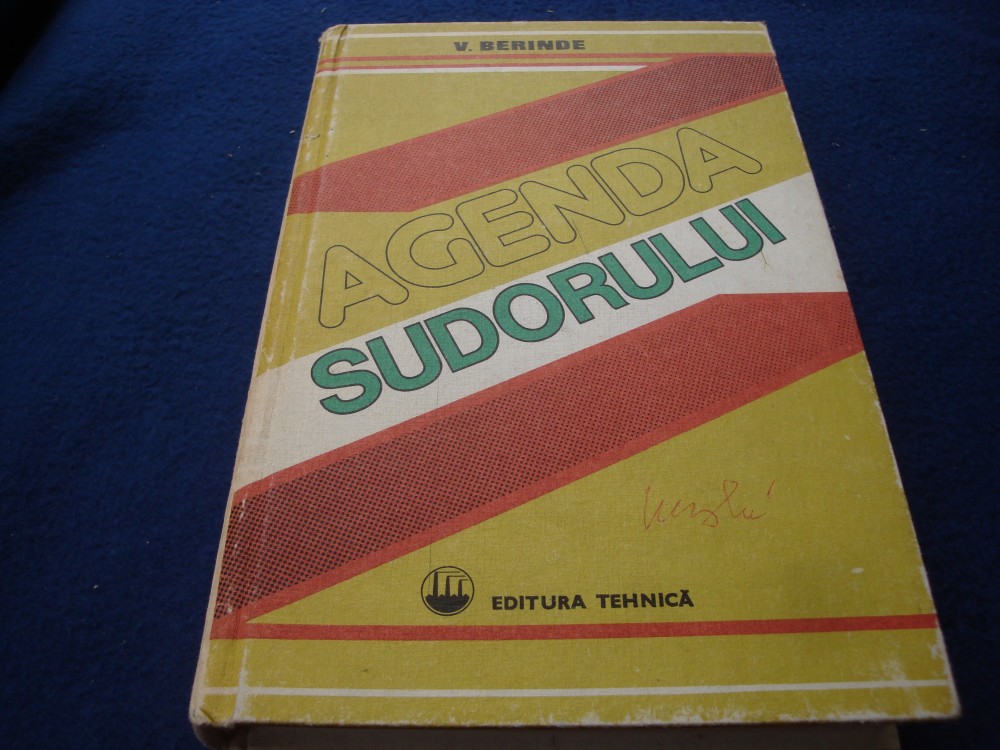 V. BERINDE
AGENDA
SUDORULUI
EDITURA TEHNICĂ